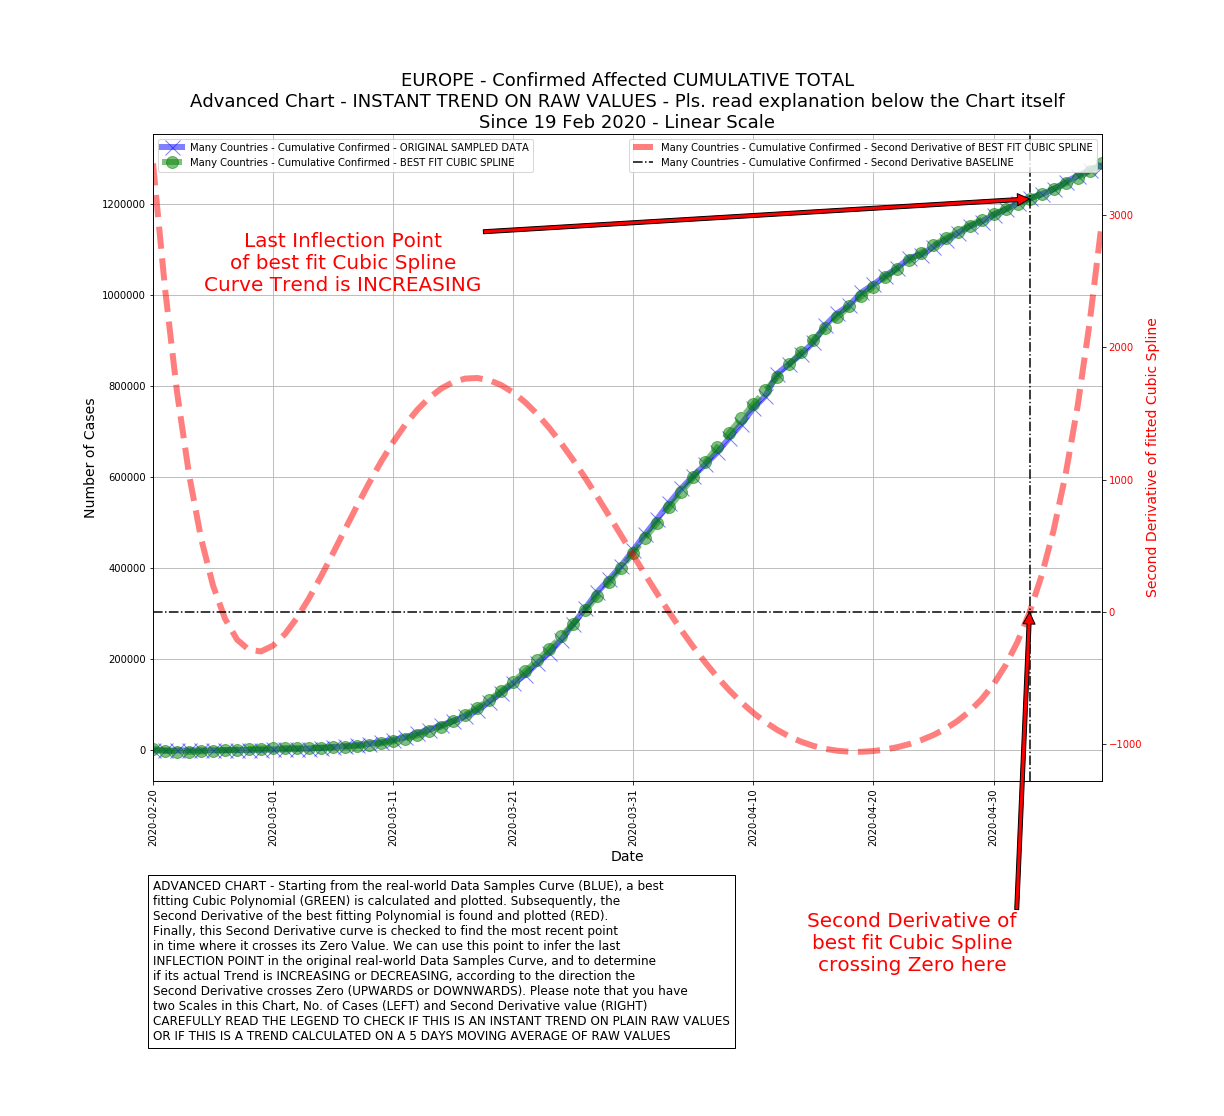 EUROPE - Confirmed Affected CUMULATIVE TOTAL
Advanced Chart - INSTANT TREND ON RAW VALUES - Pls. read explanation below the Chart itself
Since 19 Feb 2020 - Linear Scale
Many Countries - Cumulative Confirmed - ORIGINAL SAMPLED DATA
Many Countries - Cumulative Confirmed - BEST FIT CUBIC SPLINE
Many Countries - Cumulative Confirmed - Second Derivative of BEST FIT CUBIC SPLINE
Many Countries - Cumulative Confirmed - Second Derivative BASELINE
Last Inflection Point
of best fit Cubic Spline
Curve Trend is INCREASING
Number of Cases
1200000
1000000
800000
600000
400000
200000
0
3000
2000
1000
0
−1000
Second Derivative of fitted Cubic Spline
2020-02-20
2020-03-01
2020-03-11
2020-03-21
2020-03-31
2020-04-10
2020-04-20
2020-04-30
Date
ADVANCED CHART - Starting from the real-world Data Samples Curve (BLUE), a best
fitting Cubic Polynomial (GREEN) is calculated and plotted. Subsequently, the
Second Derivative of the best fitting Polynomial is found and plotted (RED).
Finally, this Second Derivative curve is checked to find the most recent point
in time where it crosses its Zero Value. We can use this point to infer the last
INFLECTION POINT in the original real-world Data Samples Curve, and to determine
if its actual Trend is INCREASING or DECREASING, according to the direction the
Second Derivative crosses Zero (UPWARDS or DOWNWARDS). Please note that you have
two Scales in this Chart, No. of Cases (LEFT) and Second Derivative value (RIGHT)
CAREFULLY READ THE LEGEND TO CHECK IF THIS IS AN INSTANT TREND ON PLAIN RAW VALUES
OR IF THIS IS A TREND CALCULATED ON A 5 DAYS MOVING AVERAGE OF RAW VALUES
Second Derivative of
best fit Cubic Spline
crossing Zero here